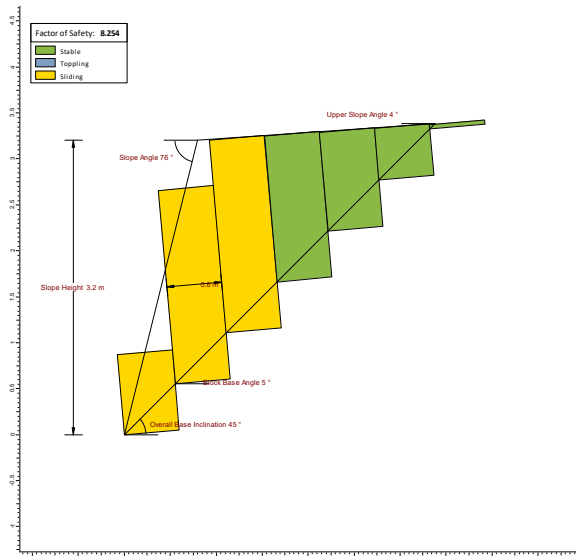 4.5
Factor of Safety: 8.254
Stable
Toppling
Sliding
4
3.5
Upper Slope Angle 4 °
3
Slope Angle 76 °
2.5
2
Slope Height 3.2 m
0.6 m
1.5
1
Block Base Angle 5 °
0.5
Overall Base Inclination 45 °
0
-0.5
-1